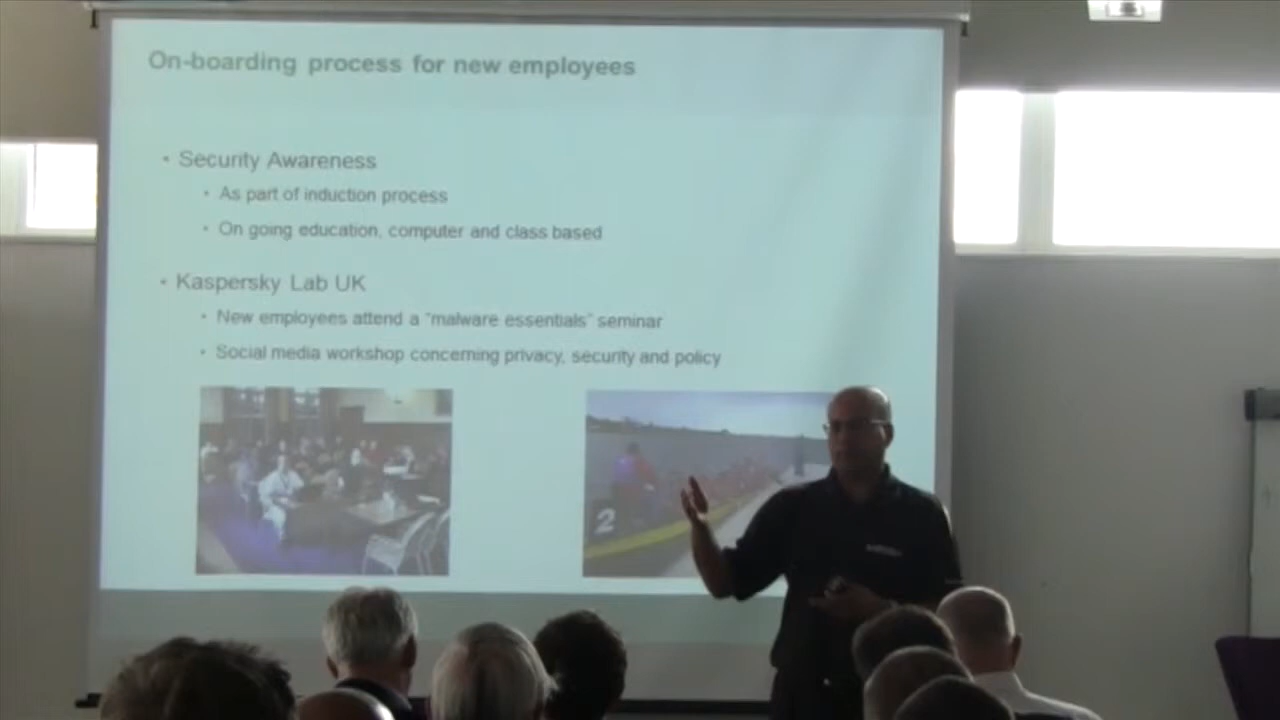 On-boarding process for new employees
• Security Awareness
• As part of induction process
• On going education, computer and class based
• Kaspersky Lab UK
• New employees attend a "malware essentials" seminar
• Social media workshop concerning privacy, security and policy
2